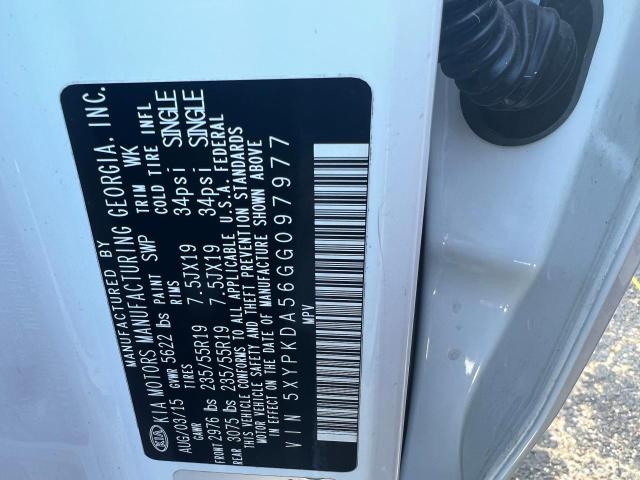 MANUFACTURED BY
KIA KIA MOTORS MANUFACTURING GEORGIA, INC.
AUG/03/15 GVWR 5622 lbs PAINT SWP TRIM WK
GAWR TIRES RIMS COLD TIRE INFL
FRONT 2976 lbs 235/55R19 7.5JX19 34psi SINGLE
REAR 3075 lbs 235/55R19 7.5JX19 34psi SINGLE
THIS VEHICLE CONFORMS TO ALL APPLICABLE U.S.A. FEDERAL
MOTOR VEHICLE SAFETY AND THEFT PREVENTION STANDARDS
IN EFFECT ON THE DATE OF MANUFACTURE SHOWN ABOVE
VIN 5XYPKDA56GG097977
MPV